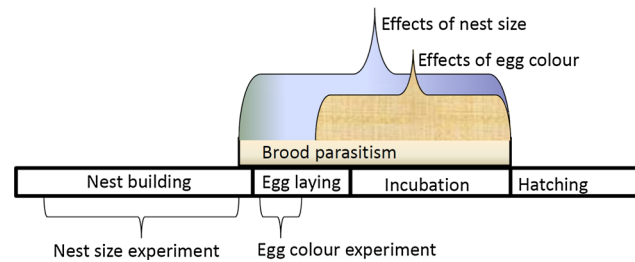 Effects of nest size
Effects of egg colour
Brood parasitism
Nest building
Egg laying
Incubation
Hatching
Nest size experiment
Egg colour experiment